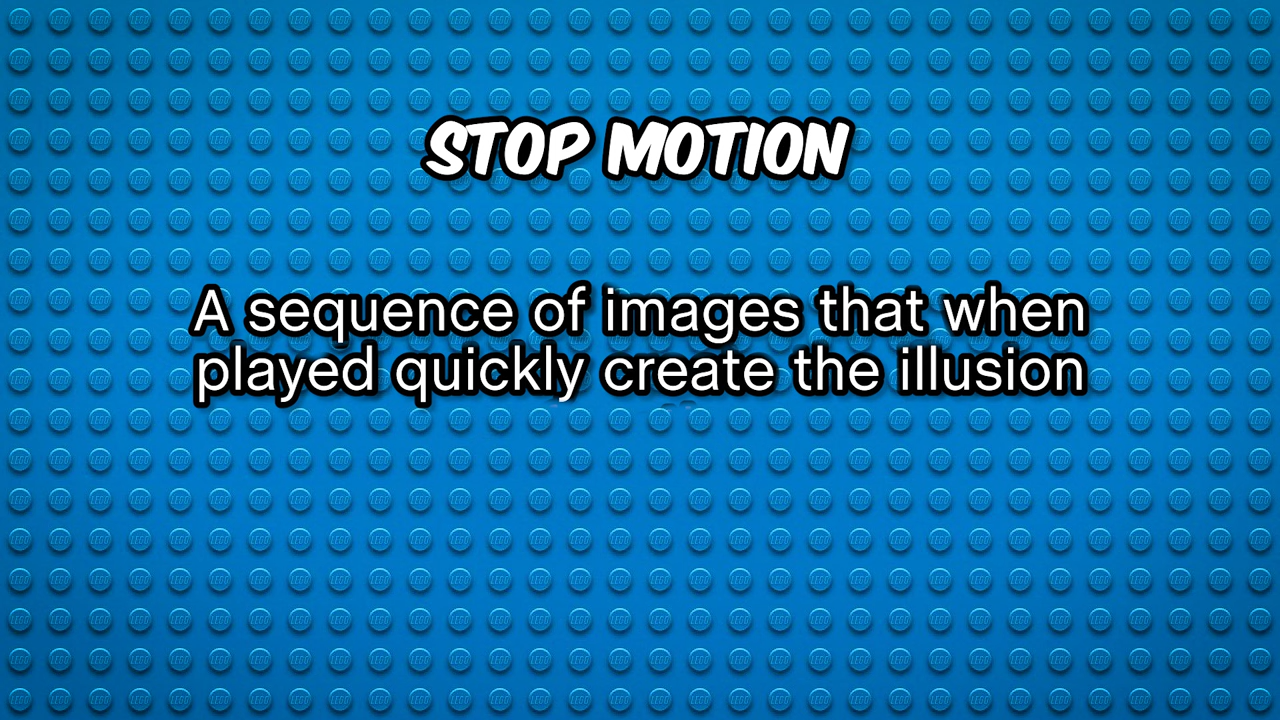 STOP MOTION
A sequence of images that when
played quickly create the illusion